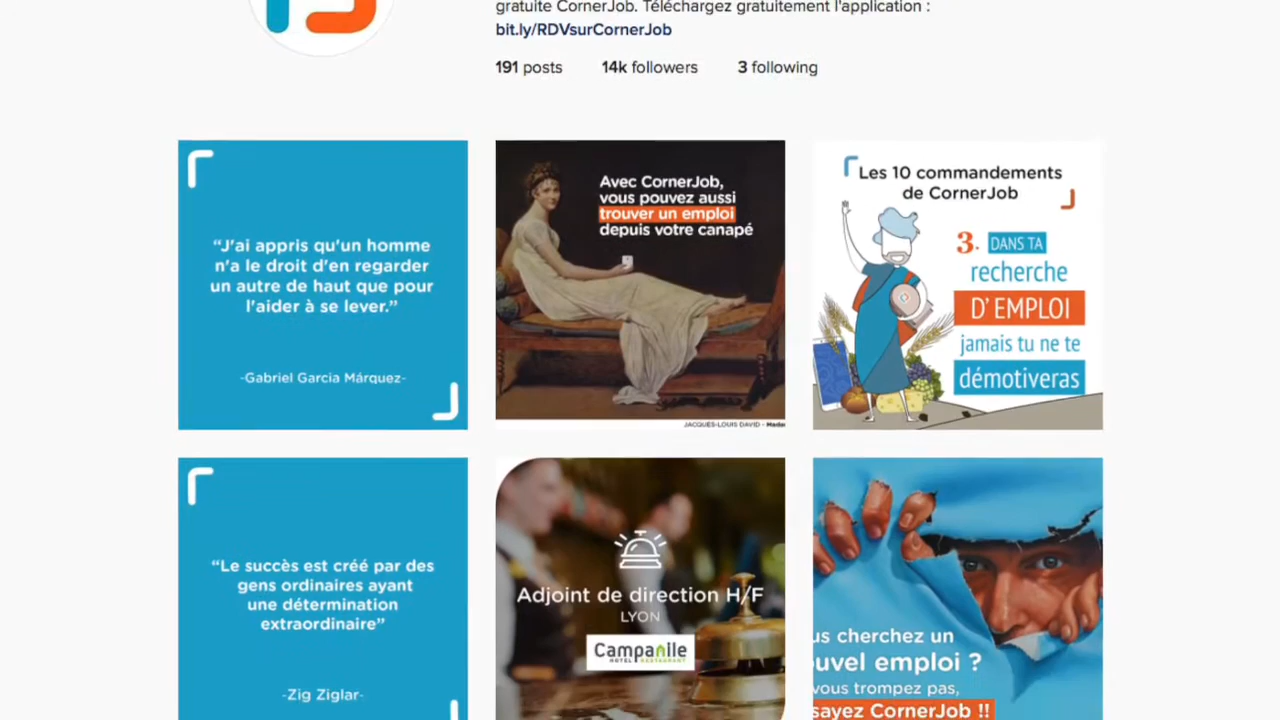 gratuite CornerJob. Téléchargez gratuitement l'application :
bit.ly/RDVsurCornerJob
191 posts 14k followers 3 following
“J'ai appris qu'un homme
n'a le droit d'en regarder
un autre de haut que pour
l'aider à se lever.”
-Gabriel Garcia Márquez-
Avec CornerJob,
vous pouvez aussi
trouver un emploi
depuis votre canapé
JACQUES-LOUIS DAVID -
Les 10 commandements
de CornerJob
3. DANS TA
recherche
D'EMPLOI
jamais tu ne te
démotiveras
“Le succès est créé par des
gens ordinaires ayant
une détermination
extraordinaire”
-Zig Ziglar-
Adjoint de direction H/F
LYON
Campanile
HOTEL RESTAURANT
us cherchez un
uvel emploi ?
vous trompez pas,
sayez CornerJob !!